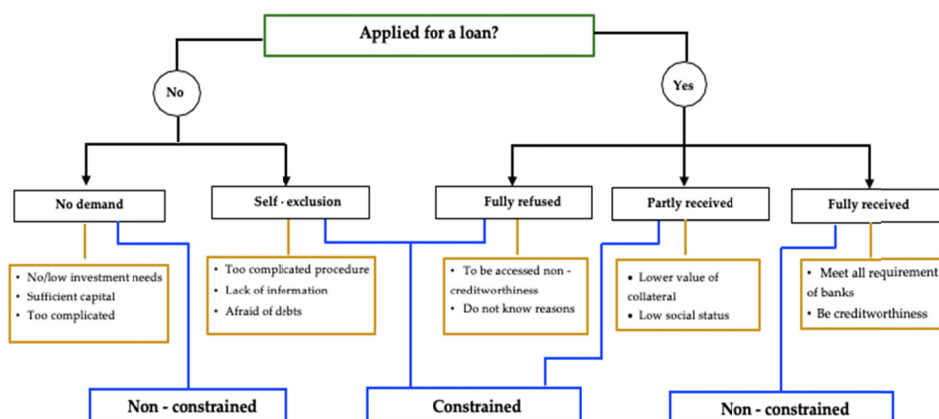 Applied for a loan?
No
Yes
No demand
Self - exclusion
Fully refused
Partly received
Fully received
• No/low investment needs
• Sufficient capital
• Too complicated
• Too complicated procedure
• Lack of information
• Afraid of debts
• To be accessed non -
creditworthiness
• Do not know reasons
• Lower value of
collateral
• Low social status
• Meet all requirement
of banks
• Be creditworthiness
Non - constrained
Constrained
Non - constrained